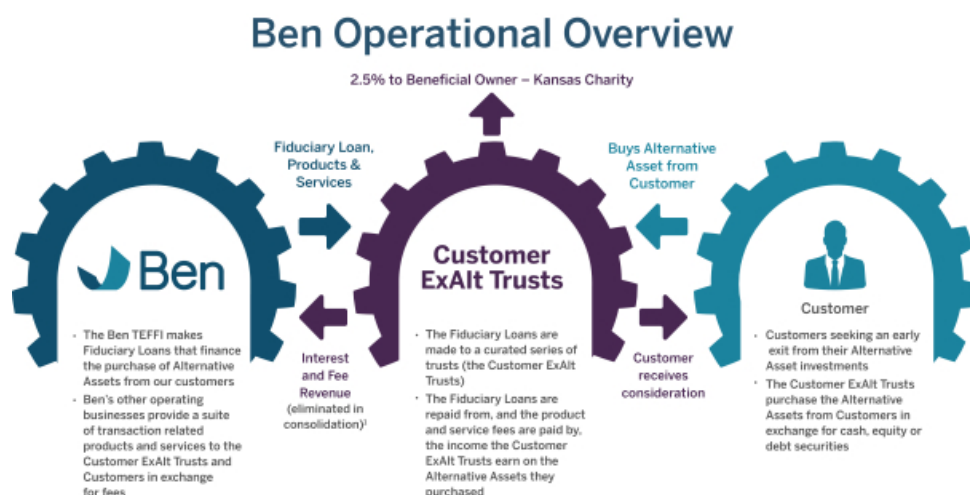 Ben Operational Overview
2.5% to Beneficial Owner – Kansas Charity
Fiduciary Loan,
Products &
Services
Buys Alternative
Asset from
Customer
Ben
Customer
ExAlt Trusts
Customer
• The Ben TEFFI makes
Fiduciary Loans that finance
the purchase of Alternative
Assets from our customers
• Ben's other operating
businesses provide a suite
of transaction related
products and services to the
Customer ExAlt Trusts and
Customers in exchange
for fees
Interest
and Fee
Revenue
(eliminated in
consolidation)¹
• The Fiduciary Loans are
made to a curated series of
trusts (the Customer ExAlt
Trusts)
• The Fiduciary Loans are
repaid from, and the product
and service fees are paid by,
the income the Customer
ExAlt Trusts earn on the
Alternative Assets they
purchased
Customer
receives
consideration
• Customers seeking an early
exit from their Alternative
Asset investments
• The Customer ExAlt Trusts
purchase the Alternative
Assets from Customers in
exchange for cash, equity or
debt securities